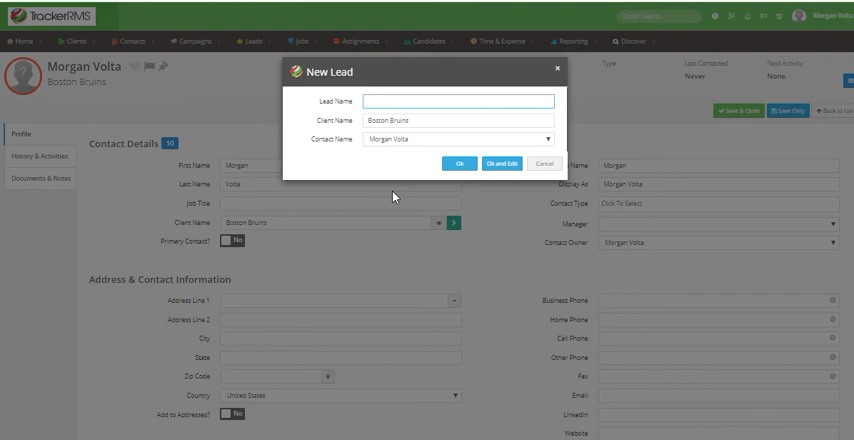 TrackerRMS
Quick Search...
Morgan Volta
Home
Clients
Contacts
Campaigns
Leads
Jobs
Assignments
Candidates
Time & Expense
Reporting
Discover
Morgan Volta
Boston Bruins
Type
Last Contacted
Never
Next Activity
None
New Lead
×
Lead Name
Client Name Boston Bruins
Contact Name Morgan Volta
Ok
Ok and Edit
Cancel
Save & Close
Save Only
Back to
Profile
History & Activities
Documents & Notes
Contact Details 10
First Name Morgan
Last Name Volta
Job Title
Client Name Boston Bruins
Primary Contact? No
Name Morgan
Display As Morgan Volta
Contact Type Click To Select
Manager
Contact Owner Morgan Volta
Address & Contact Information
Address Line 1
Address Line 2
City
State
Zip Code
Country United States
Add to Addresses? No
Business Phone
Home Phone
Cell Phone
Other Phone
Fax
Email
LinkedIn
Website